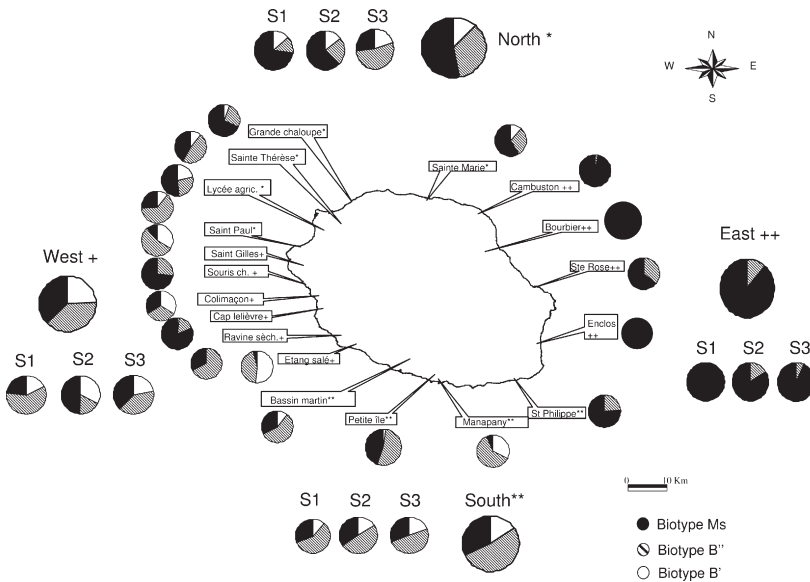 S1 S2 S3
North *
N
W E
S
Grande chaloupe*
Sainte Thérèse*
Sainte Marie*
Lycée agric. *
Cambuston ++
Saint Paul*
Bourbier++
Saint Gilles+
East ++
West +
Souris ch. +
Ste Rose++
Colimaçon+
Cap lelièvre+
Enclos
++
Ravine sèch.+
S1 S2 S3
Etang salé+
S1 S2 S3
Bassin martin**
Petite île**
Manapany**
St Philippe**
0 10 Km
S1 S2 S3
South**
Biotype Ms
Biotype B''
Biotype B'